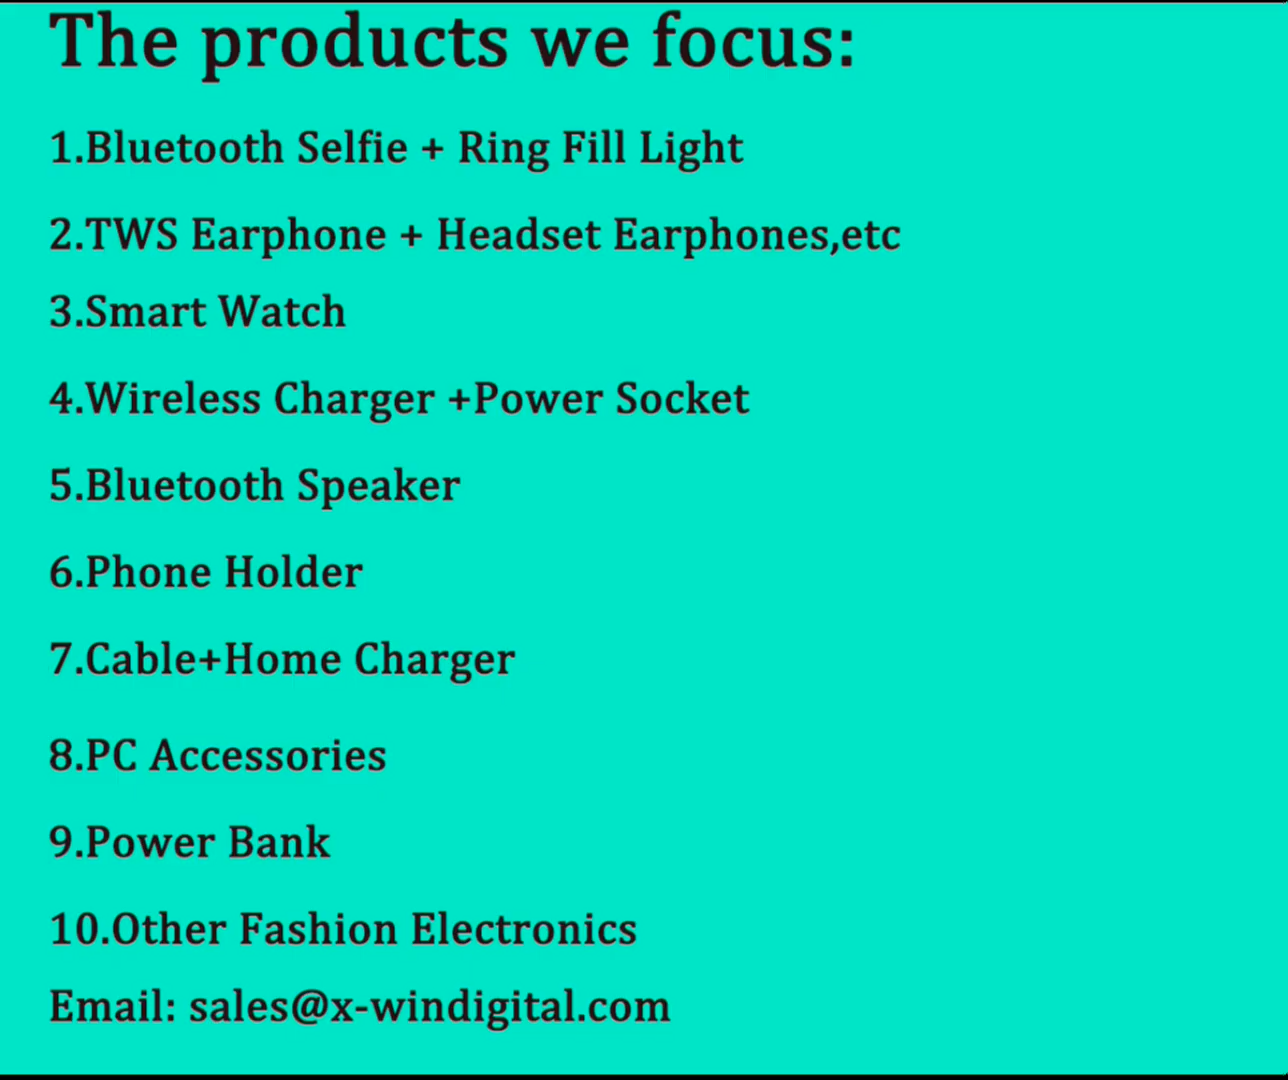 The products we focus:
1.Bluetooth Selfie + Ring Fill Light
2.TWS Earphone + Headset Earphones,etc
3.Smart Watch
4.Wireless Charger +Power Socket
5.Bluetooth Speaker
6.Phone Holder
7.Cable+Home Charger
8.PC Accessories
9.Power Bank
10.Other Fashion Electronics
Email: sales@x-windigital.com